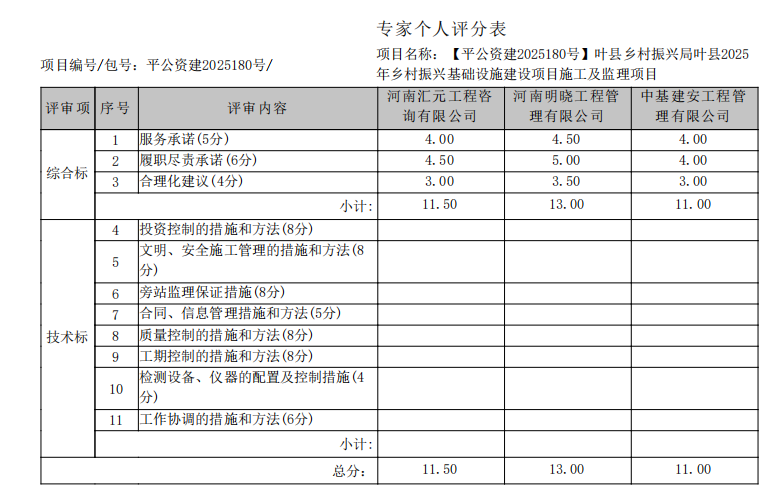 专家个人评分表
项目编号/包号: 平公资建2025180号/
项目名称: 【平公资建2025180号】叶县乡村振兴局叶县2025
年乡村振兴基础设施建设项目施工及监理项目
评审项 序号 评审内容 河南汇元工程咨询有限公司 河南明晓工程管理有限公司 中基建安工程管理有限公司
综合标
1 服务承诺(5分) 4.00 4.50 4.00
2 履职尽责承诺(6分) 4.50 5.00 4.00
3 合理化建议(4分) 3.00 3.50 3.00
小计: 11.50 13.00 11.00
技术标
4 投资控制的措施和方法(8分)
5 文明、安全施工管理的措施和方法(8
分)
6 旁站监理保证措施(8分)
7 合同、信息管理措施和方法(5分)
8 质量控制的措施和方法(8分)
9 工期控制的措施和方法(8分)
10 检测设备、仪器的配置及控制措施(4
分)
11 工作协调的措施和方法(6分)
小计:
总分: 11.50 13.00 11.00